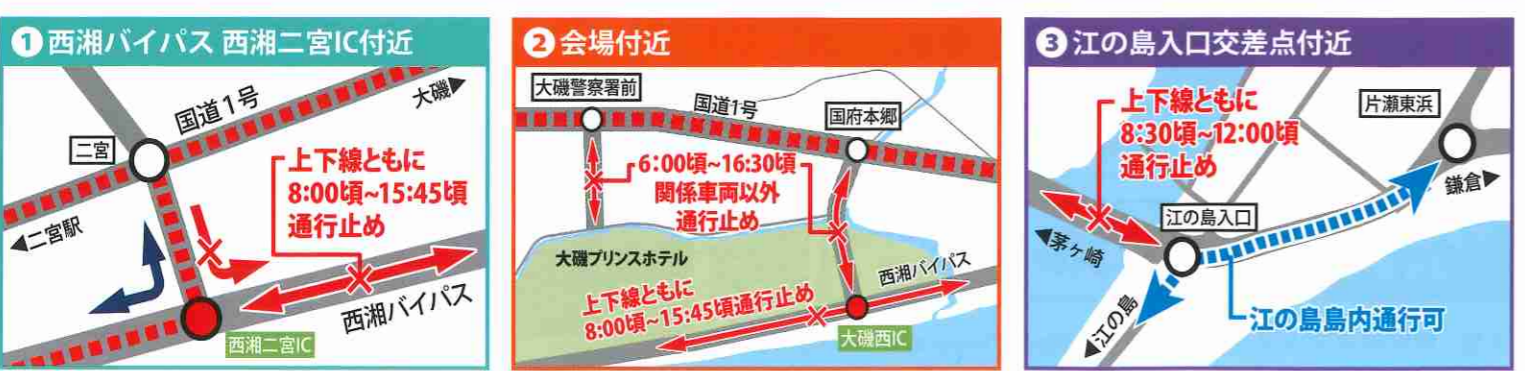 ❶西湘バイパス 西湘二宮IC付近
大磯▶
国道1号
二宮
上下線ともに
8:00頃~15:45頃
通行止め
◀二宮駅
西湘バイパス
西湘二宮IC
❷会場付近
大磯警察署前
国道1号
国府本郷
6:00頃~16:30頃
関係車両以外
通行止め
大磯プリンスホテル
西湘バイパス
上下線ともに
8:00頃~15:45頃通行止め
大磯西IC
❸江の島入口交差点付近
上下線ともに
8:30頃~12:00頃
通行止め
片瀬東浜
鎌倉▶
江の島入口
◀茅ヶ崎
江の島島内通行可
◀江の島